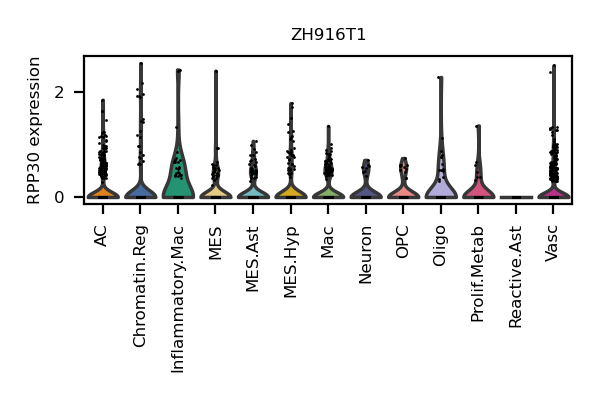 ZH916T1
RPP30 expression
2
0
AC
Chromatin.Reg
Inflammatory.Mac
MES
MES.Ast
MES.Hyp
Mac
Neuron
OPC
Oligo
Prolif.Metab
Reactive.Ast
Vasc